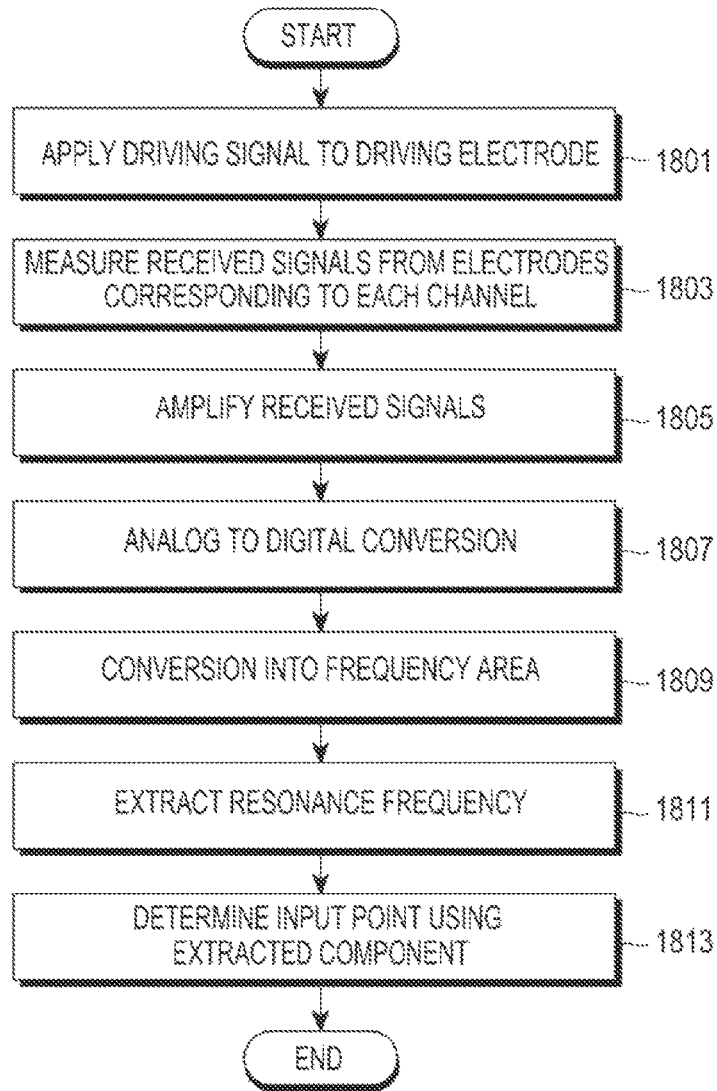 START
APPLY DRIVING SIGNAL TO DRIVING ELECTRODE
1801
MEASURE RECEIVED SIGNALS FROM ELECTRODES
CORRESPONDING TO EACH CHANNEL
1803
AMPLIFY RECEIVED SIGNALS
1805
ANALOG TO DIGITAL CONVERSION
1807
CONVERSION INTO FREQUENCY AREA
1809
EXTRACT RESONANCE FREQUENCY
1811
DETERMINE INPUT POINT USING
EXTRACTED COMPONENT
1813
END